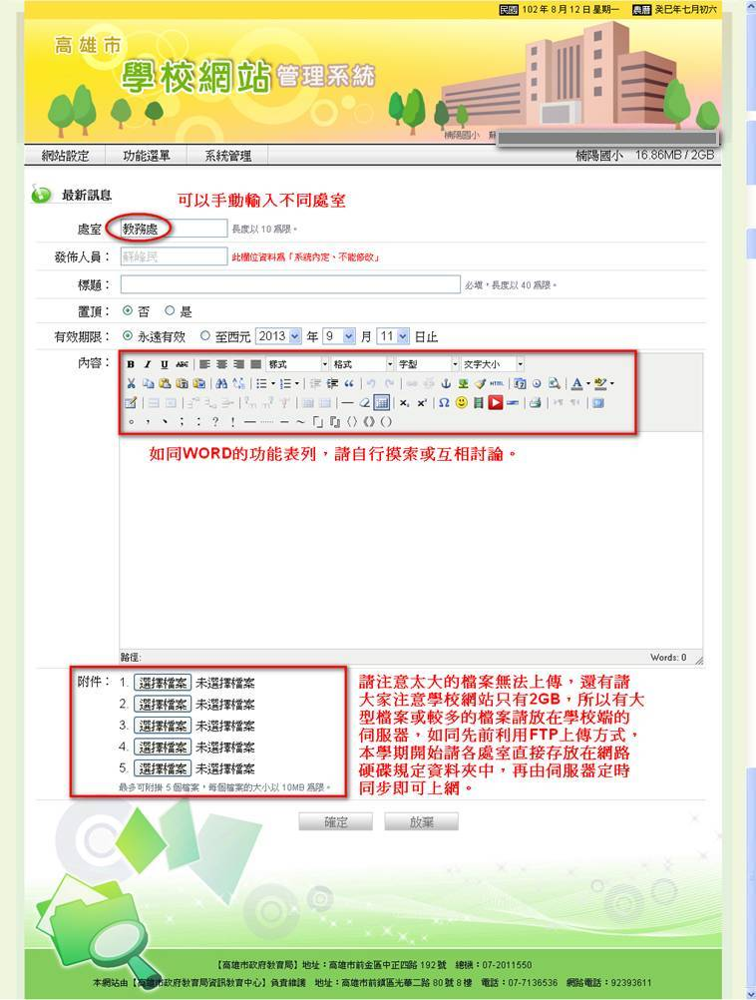 民國 102 年 8 月 12 日 星期一 農曆 癸巳年七月初六
高雄市
學校網站管理系統
楠陽國小
網站設定 功能選單 系統管理 楠陽國小 16.86MB / 2GB
最新訊息
可以手動輸入不同處室
處室 教務處 長度以 10 為限。
發佈人員： 此欄位資料為「系統內定、不能修改」
標題： 必填，長度以 40 為限。
置頂： 否 是
有效期限： 永遠有效 至西元 2013 年 9 月 11 日止
內容：
B I U ABC 樣式 格式 字型 文字大小
HTML
。 ， 、 ； ： ？ ！ — …… – ～ 「」 『』 〈〉 《》 （）
如同WORD的功能表列，請自行摸索或互相討論。
路徑: Words: 0
附件： 1. 選擇檔案 未選擇檔案
2. 選擇檔案 未選擇檔案
3. 選擇檔案 未選擇檔案
4. 選擇檔案 未選擇檔案
5. 選擇檔案 未選擇檔案
最多可附掛 5 個檔案，每個檔案的大小以 10MB 為限。
請注意太大的檔案無法上傳，還有請
大家注意學校網站只有2GB，所以有大
型檔案或較多的檔案請放在學校端的
伺服器，如同先前利用FTP上傳方式，
本學期開始請各處室直接存放在網路
硬碟規定資料夾中，再由伺服器定時
同步即可上網。
確定 放棄
【高雄市政府教育局】地址：高雄市前金區中正四路 192 號 總機：07-2011550
本網站由【高雄市政府教育局資訊教育中心】負責維護 地址：高雄市前鎮區光華二路 80 號 8 樓 電話：07-7136536 網路電話：92393611